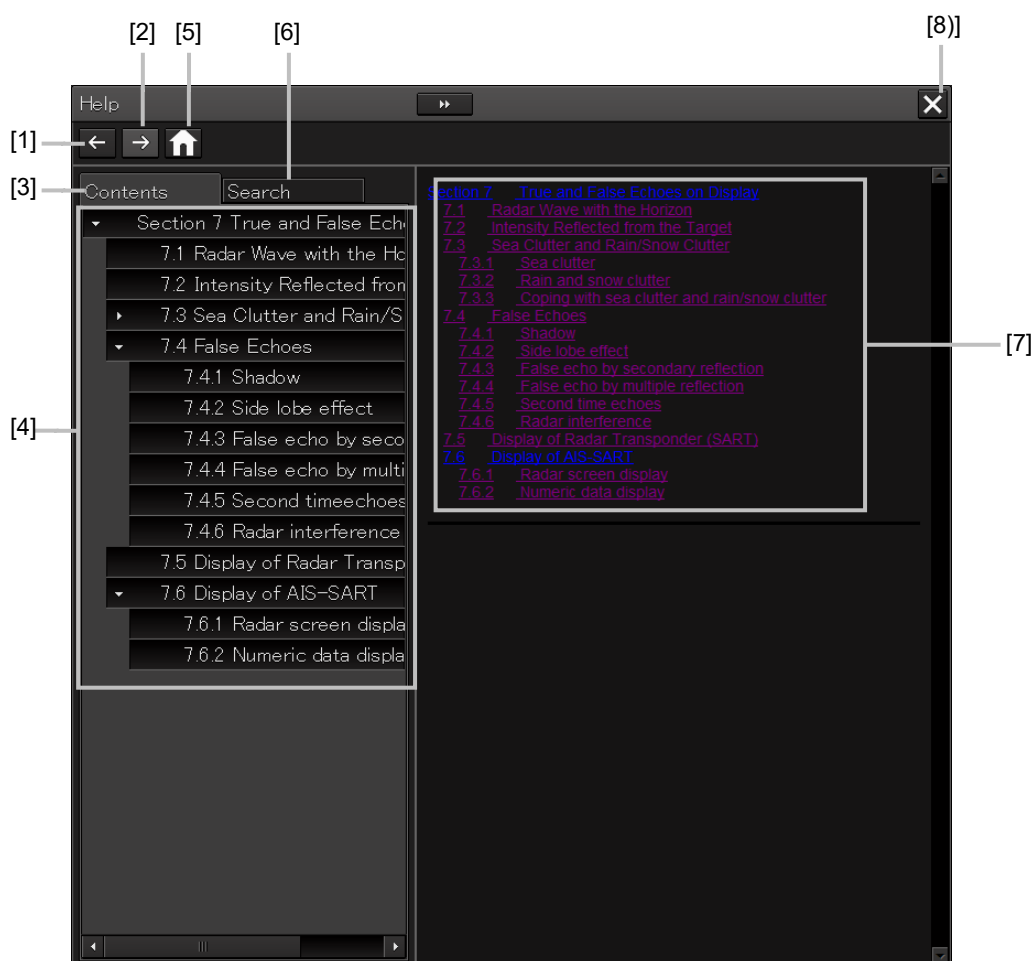 [2] [5] [6] [8)]
Help
[1]
[3]
Contents Search
[4]
Section 7 True and False Ech
7.1 Radar Wave with the Ho
7.2 Intensity Reflected from
7.3 Sea Clutter and Rain/S
7.4 False Echoes
7.4.1 Shadow
7.4.2 Side lobe effect
7.4.3 False echo by seco
7.4.4 False echo by multi
7.4.5 Second timeechoes
7.4.6 Radar interference
7.5 Display of Radar Transp
7.6 Display of AIS-SART
7.6.1 Radar screen displa
7.6.2 Numeric data displa
Section 7 True and False Echoes on Display
7.1 Radar Wave with the Horizon
7.2 Intensity Reflected from the Target
7.3 Sea Clutter and Rain/Snow Clutter
7.3.1 Sea clutter
7.3.2 Rain and snow clutter
7.3.3 Coping with sea clutter and rain/snow clutter
7.4 False Echoes
7.4.1 Shadow
7.4.2 Side lobe effect
7.4.3 False echo by secondary reflection
7.4.4 False echo by multiple reflection
7.4.5 Second time echoes
7.4.6 Radar interference
7.5 Display of Radar Transponder (SART)
7.6 Display of AIS-SART
7.6.1 Radar screen display
7.6.2 Numeric data display
[7]